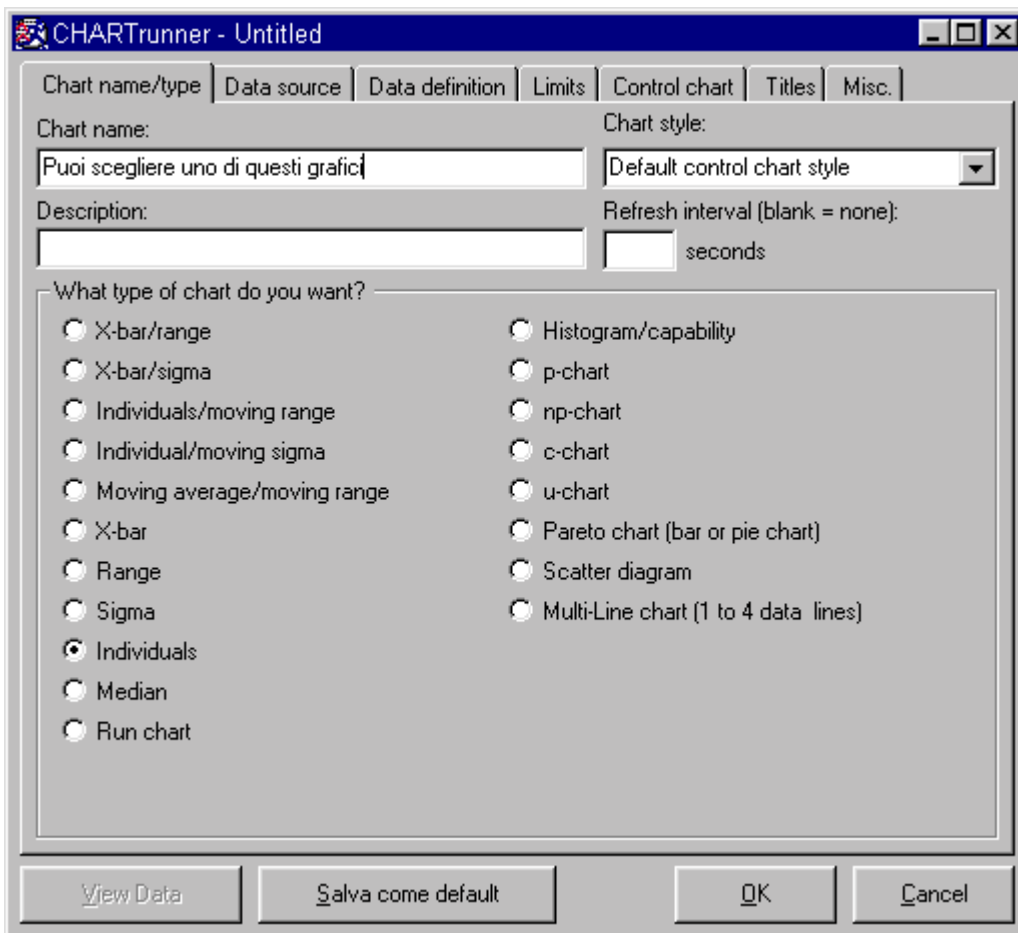 CHARTrunner - Untitled
Chart name/type Data source Data definition Limits Control chart Titles Misc.
Chart name:
Chart style:
Puoi scegliere uno di questi grafici
Default control chart style
Description:
Refresh interval (blank = none):
seconds
What type of chart do you want?
X-bar/range
X-bar/sigma
Individuals/moving range
Individual/moving sigma
Moving average/moving range
X-bar
Range
Sigma
Individuals
Median
Run chart
Histogram/capability
p-chart
np-chart
c-chart
u-chart
Pareto chart (bar or pie chart)
Scatter diagram
Multi-Line chart (1 to 4 data lines)
View Data
Salva come default
OK
Cancel